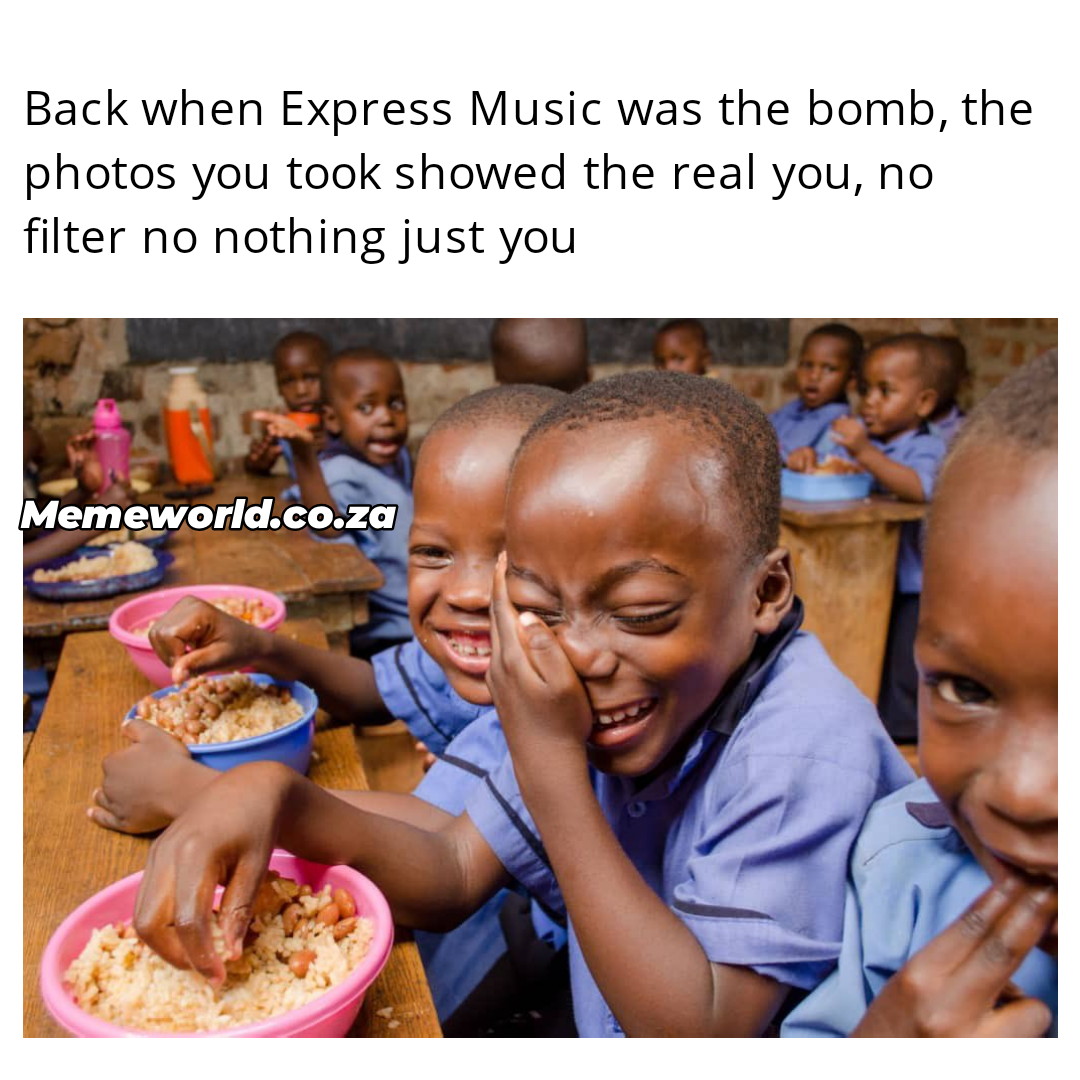 Back when Express Music was the bomb, the
photos you took showed the real you, no
filter no nothing just you
Memeworld.co.za